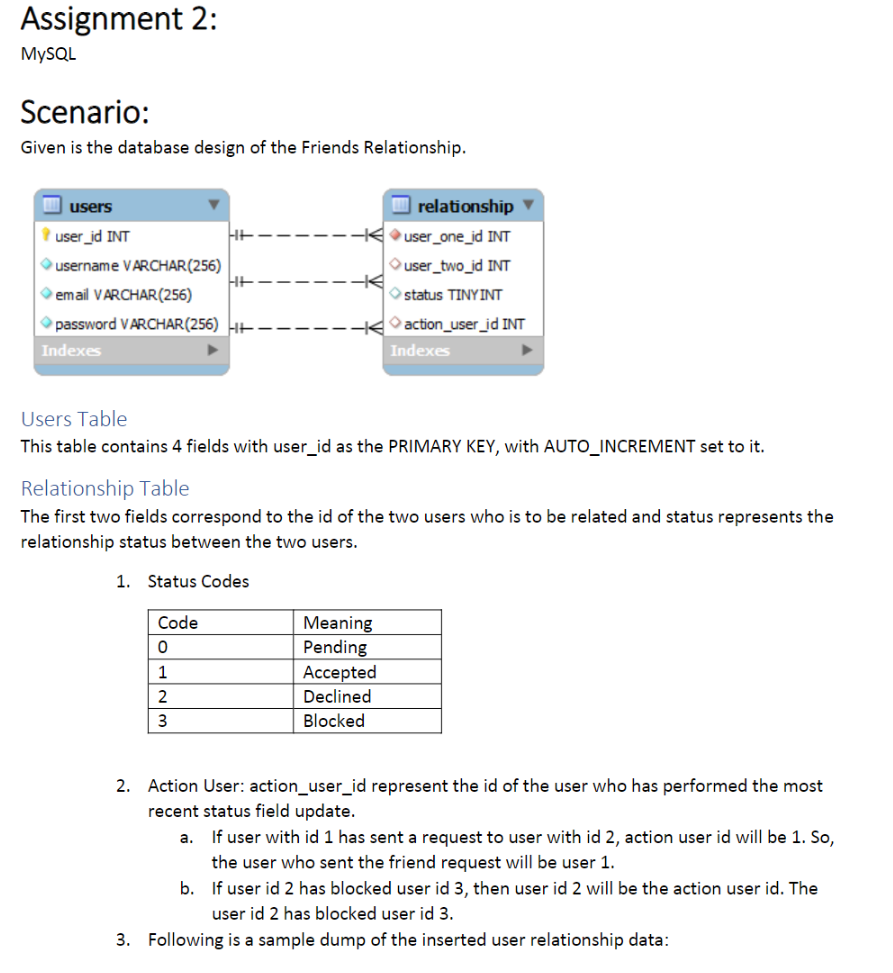 Assignment 2:
MySQL
Scenario:
Given is the database design of the Friends Relationship.
users
user_id INT
username VARCHAR(256)
email VARCHAR(256)
password VARCHAR(256)
Indexes
relationship
user_one_id INT
user_two_id INT
status TINYINT
action_user_id INT
Indexes
Users Table
This table contains 4 fields with user_id as the PRIMARY KEY, with AUTO_INCREMENT set to it.
Relationship Table
The first two fields correspond to the id of the two users who is to be related and status represents the
relationship status between the two users.
1. Status Codes
Code Meaning
0 Pending
1 Accepted
2 Declined
3 Blocked
2. Action User: action_user_id represent the id of the user who has performed the most
recent status field update.
a. If user with id 1 has sent a request to user with id 2, action user id will be 1. So,
the user who sent the friend request will be user 1.
b. If user id 2 has blocked user id 3, then user id 2 will be the action user id. The
user id 2 has blocked user id 3.
3. Following is a sample dump of the inserted user relationship data: